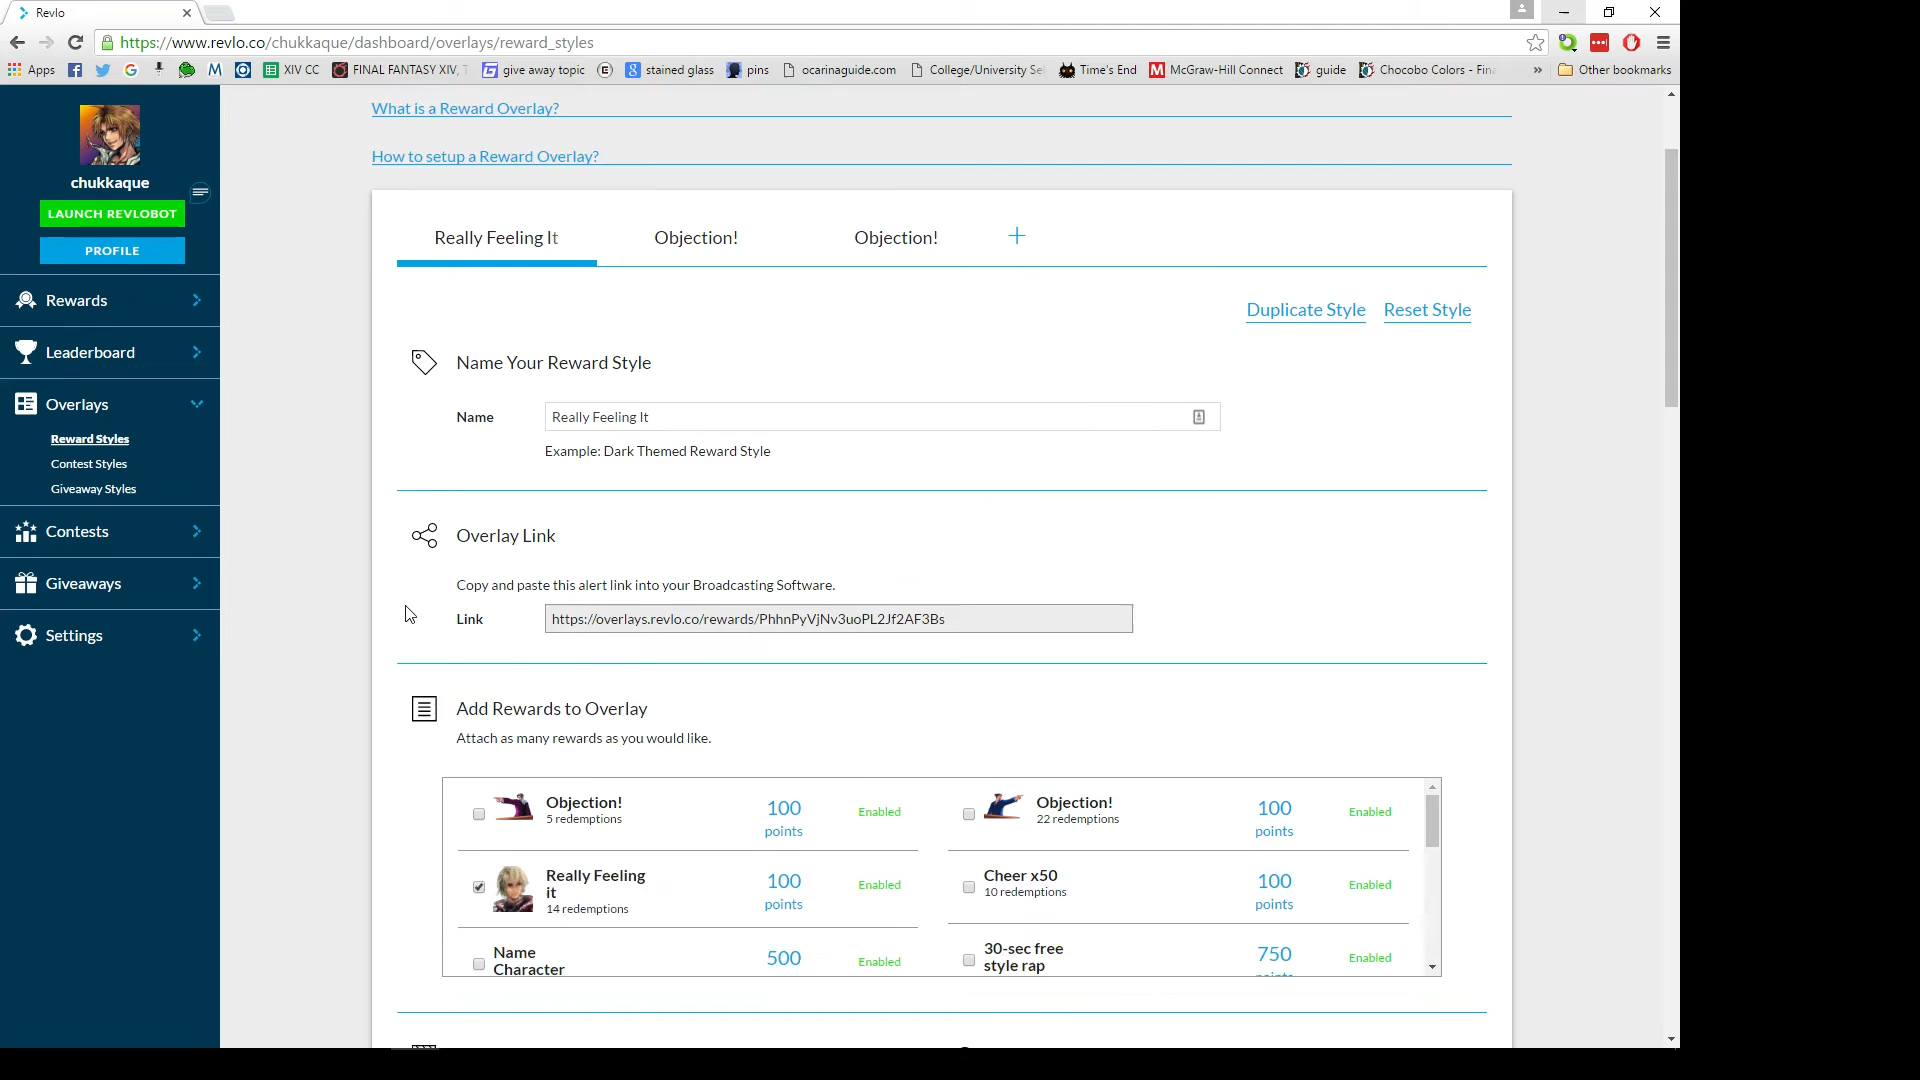 Revlo
https://www.revlo.co/chukkaque/dashboard/overlays/reward_styles
Apps
XIV CC
FINAL FANTASY XIV, T
give away topic
stained glass
pins
ocarinaguide.com
College/University Sel
Time's End
McGraw-Hill Connect
guide
Chocobo Colors - Fina
Other bookmarks
chukkaque
LAUNCH REVLOBOT
PROFILE
Rewards
Leaderboard
Overlays
Reward Styles
Contest Styles
Giveaway Styles
Contests
Giveaways
Settings
What is a Reward Overlay?
How to setup a Reward Overlay?
Really Feeling It
Objection!
Objection!
+
Duplicate Style
Reset Style
Name Your Reward Style
Name
Really Feeling It
Example: Dark Themed Reward Style
Overlay Link
Copy and paste this alert link into your Broadcasting Software.
Link
https://overlays.revlo.co/rewards/PhhnPyVjNv3uoPL2Jf2AF3Bs
Add Rewards to Overlay
Attach as many rewards as you would like.
Objection!
5 redemptions
100
points
Enabled
Objection!
22 redemptions
100
points
Enabled
Really Feeling
it
14 redemptions
100
points
Enabled
Cheer x50
10 redemptions
100
points
Enabled
Name
Character
500
Enabled
30-sec free
style rap
750
points
Enabled